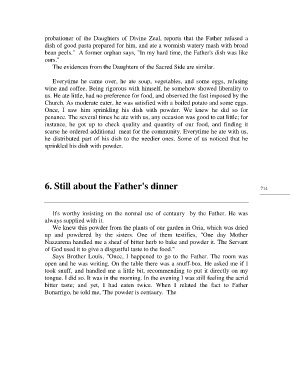 probationer of the Daughters of Divine Zeal, reports that the Father refused a
dish of good pasta prepared for him, and ate a wormish watery mash with broad
bean peels." A former orphan says, "In my hard time, the Father's dish was like
ours."
The evidences from the Daughters of the Sacred Side are similar.
Everytime he came over, he ate soup, vegetables, and some eggs, refusing
wine and coffee. Being rigorous with himself, he somehow showed liberality to
us. He ate little, had no preference for food, and observed the fast imposed by the
Church. As moderate eater, he was satisfied with a boiled potato and some eggs.
Once, I saw him sprinkling his dish with powder. We knew he did so for
penance. The several times he ate with us, any occasion was good to eat little; for
instance, he got up to check quality and quantity of our food, and finding it
scarse he ordered additional meat for the community. Everytime he ate with us,
he distributed part of his dish to the needier ones. Some of us noticed that he
sprinkled his dish with powder.
6. Still about the Father's dinner
It's worthy insisting on the normal use of centaury by the Father. He was
always supplied with it.
We knew this powder from the plants of our garden in Oria, which was dried
up and powdered by the sisters. One of them testifies, "One day Mother
Nazzarena handled me a sheaf of bitter herb to bake and powder it. The Servant
of God used it to give a disgustful taste to the food."
Says Brother Louis, "Once, I happened to go to the Father. The room was
open and he was writing. On the table there was a snuff-box. He asked me if I
took snuff, and handled me a little bit, recommending to put it directly on my
tongue. I did so. It was in the morning. In the evening I was still feeling the acrid
bitter taste; and yet, I had eaten twice. When I related the fact to Father
Bonarrigo, he told me, 'The powder is centaury. The